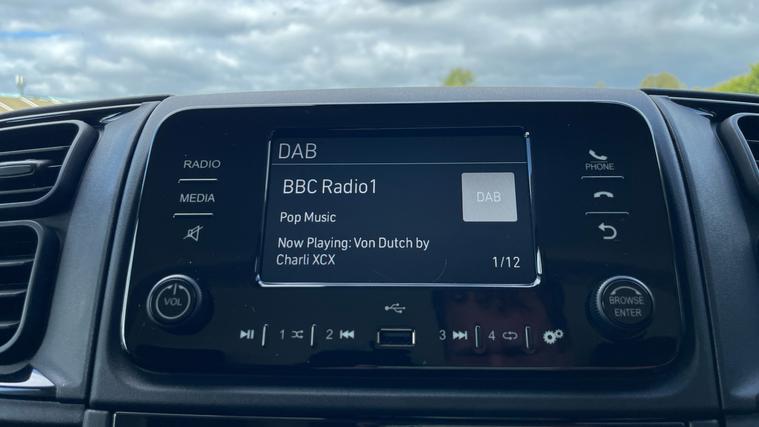 DAB
BBC Radio1
DAB
Pop Music
Now Playing: Von Dutch by
Charli XCX
1/12
RADIO
MEDIA
PHONE
VOL
BROWSE
ENTER
1
2
3
4